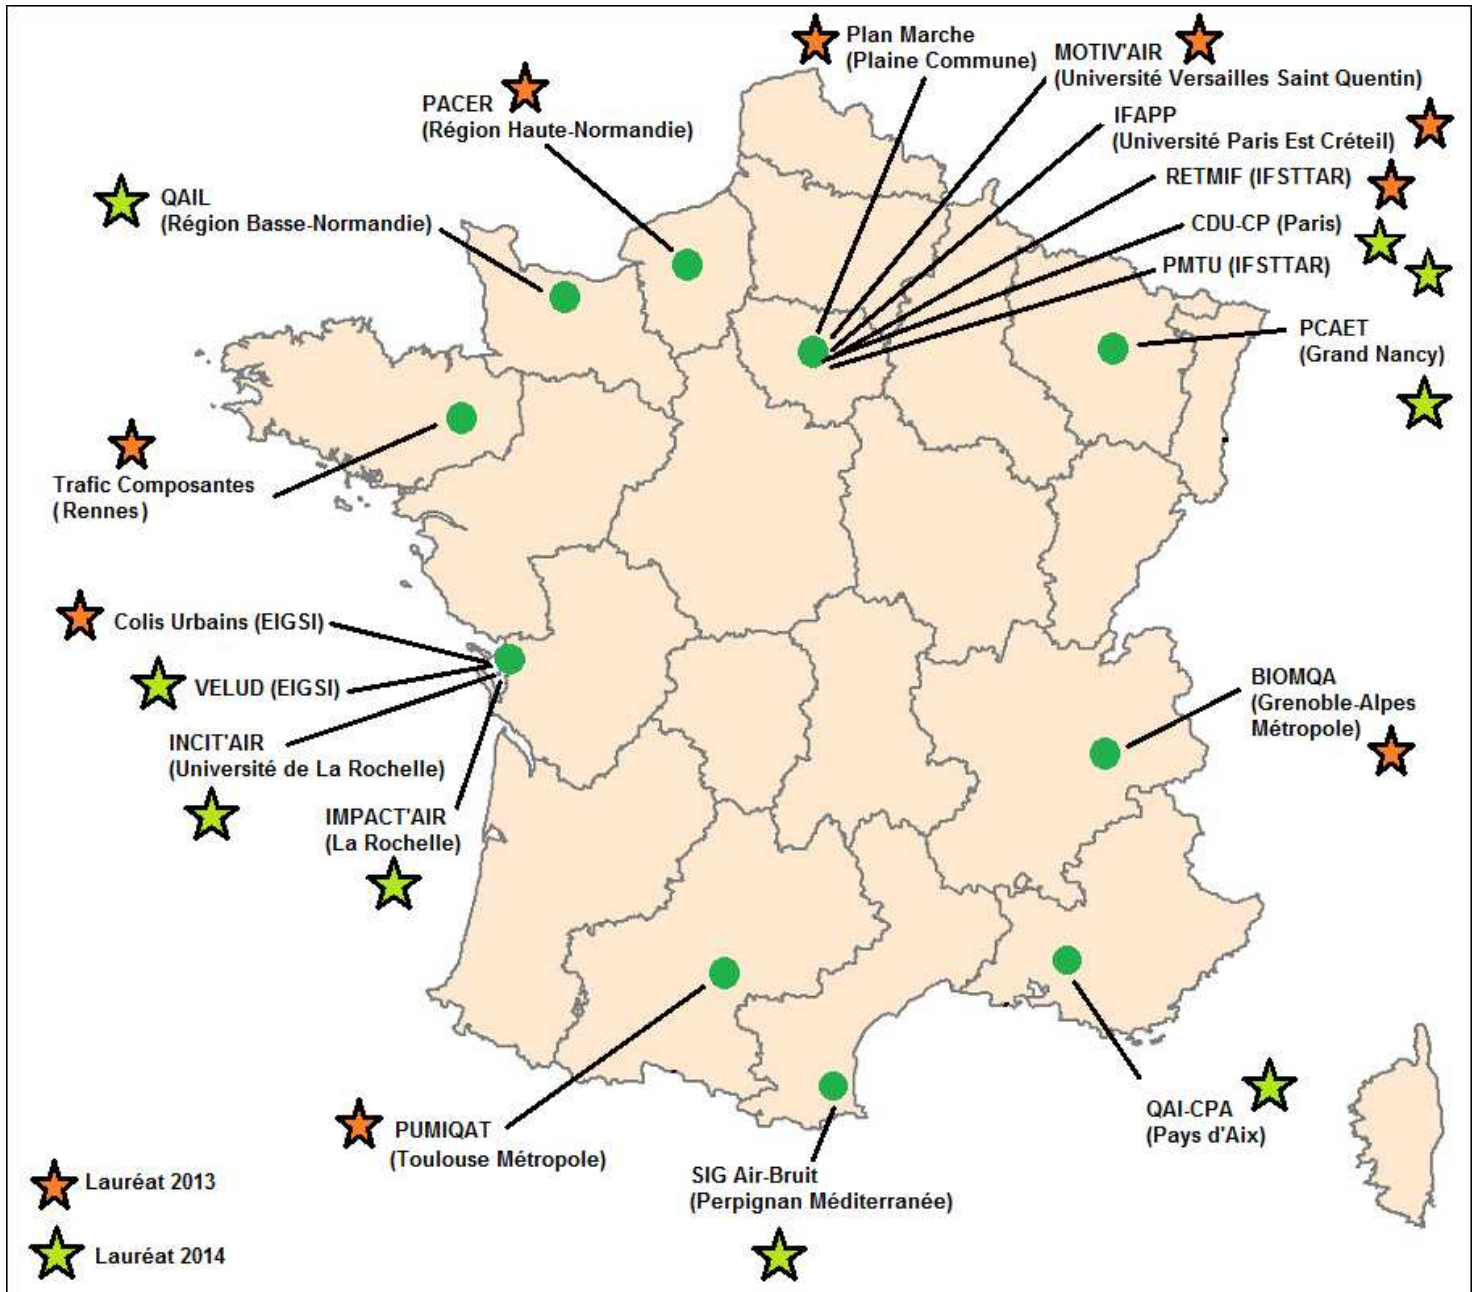 Plan Marche
(Plaine Commune)
MOTIV'AIR
(Université Versailles Saint Quentin)
PACER
(Région Haute-Normandie)
IFAPP
(Université Paris Est Créteil)
RETMIF (IFSTTAR)
QAIL
(Région Basse-Normandie)
CDU-CP (Paris)
PMTU (IFSTTAR)
PCAET
(Grand Nancy)
Trafic Composantes
(Rennes)
Colis Urbains (EIGSI)
VELUD (EIGSI)
INCIT'AIR
(Université de La Rochelle)
IMPACT'AIR
(La Rochelle)
BIOMQA
(Grenoble-Alpes
Métropole)
QAI-CPA
(Pays d'Aix)
PUMIQAT
(Toulouse Métropole)
SIG Air-Bruit
(Perpignan Méditerranée)
Lauréat 2013
Lauréat 2014